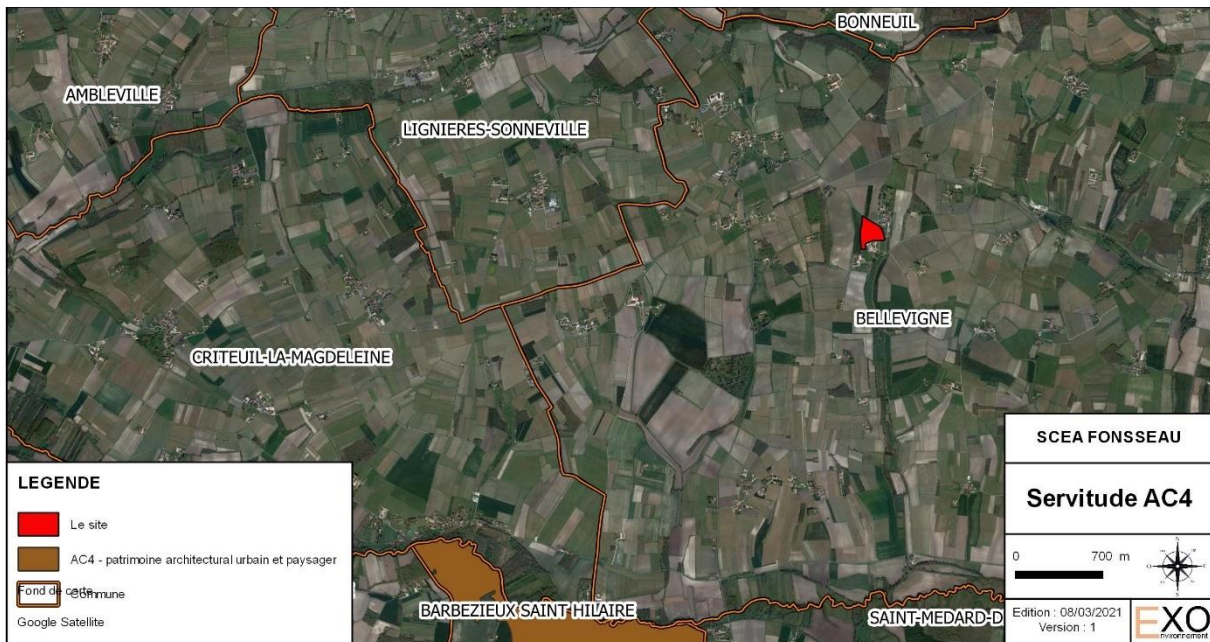 BONNEUIL
AMBLEVILLE
LIGNIERES-SONNEVILLE
BELLEVIGNE
CRITEUIL-LA-MAGDELEINE
BARBEZIEUX SAINT HILAIRE
SAINT-MEDARD-D
LEGENDE
Le site
AC4 - patrimoine architectural urbain et paysager
Commune
Fond de carte
Google Satellite
SCEA FONSSEAU
Servitude AC4
0 700 m
N
O E
S
Edition : 08/03/2021
Version : 1
EXO
environnement